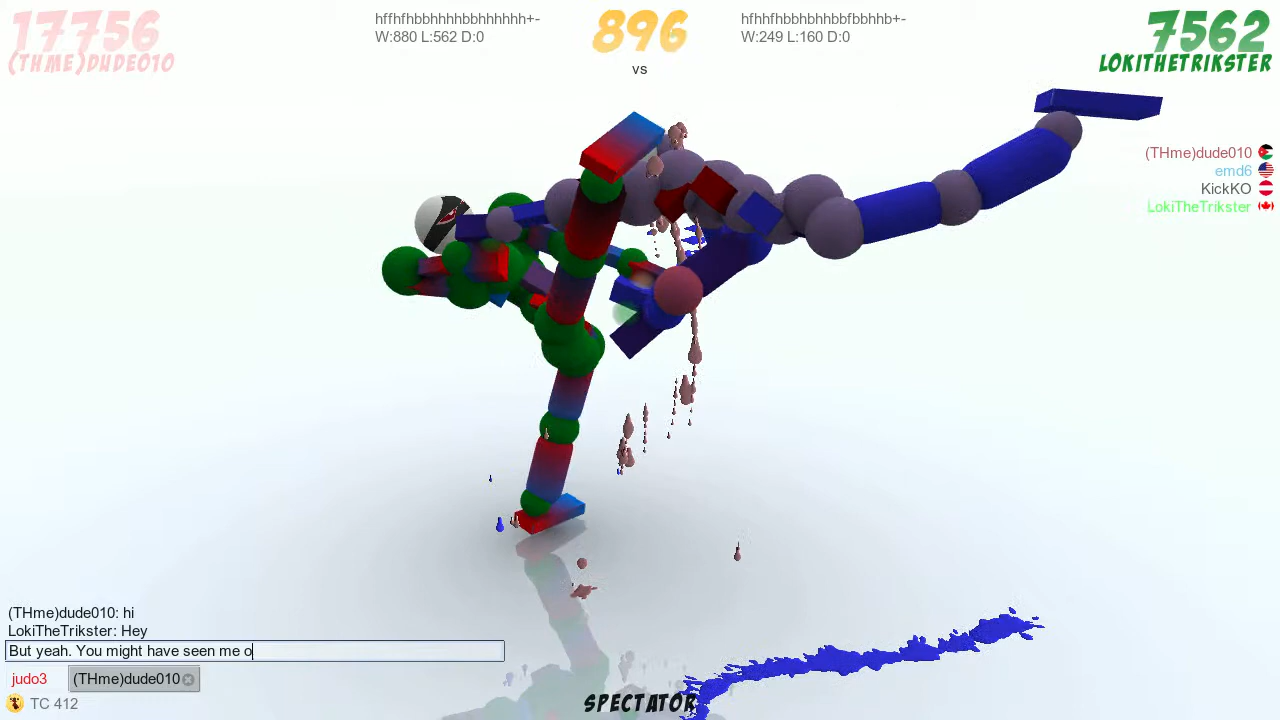 17756
(THME)DUDE010
hffhfhbbhhhhbbhhhhhh+-
W:880 L:562 D:0
896
vs
hfhhfhbbhbhhbbfbbhhb+-
W:249 L:160 D:0
7562
LOKITHETRIKSTER
(THme)dude010
emd6
KickKO
LokiTheTrikster
(THme)dude010: hi
LokiTheTrikster: Hey
But yeah. You might have seen me o
judo3
(THme)dude010
TC 412
SPECTATOR